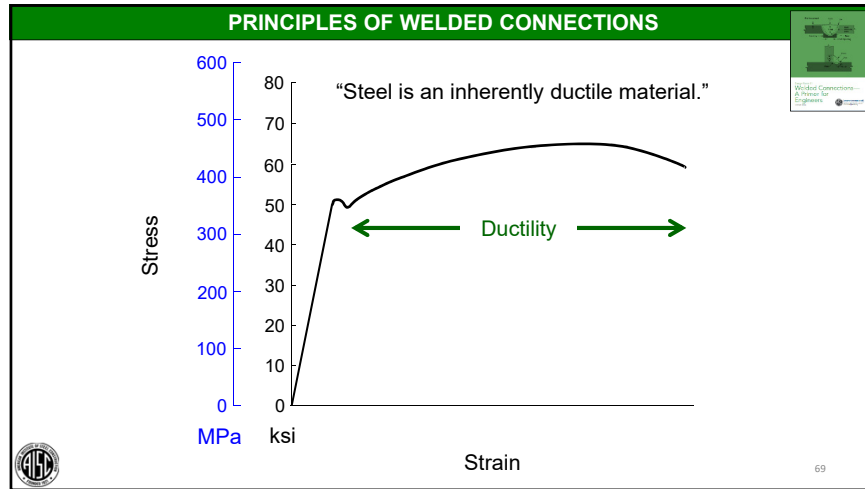 PRINCIPLES OF WELDED CONNECTIONS
Welded Connections—
A Primer for
Engineers
“Steel is an inherently ductile material.”
600
500
400
300
200
100
0
MPa
80
70
60
50
40
30
20
10
0
ksi
Stress
Ductility
Strain
AISC
69